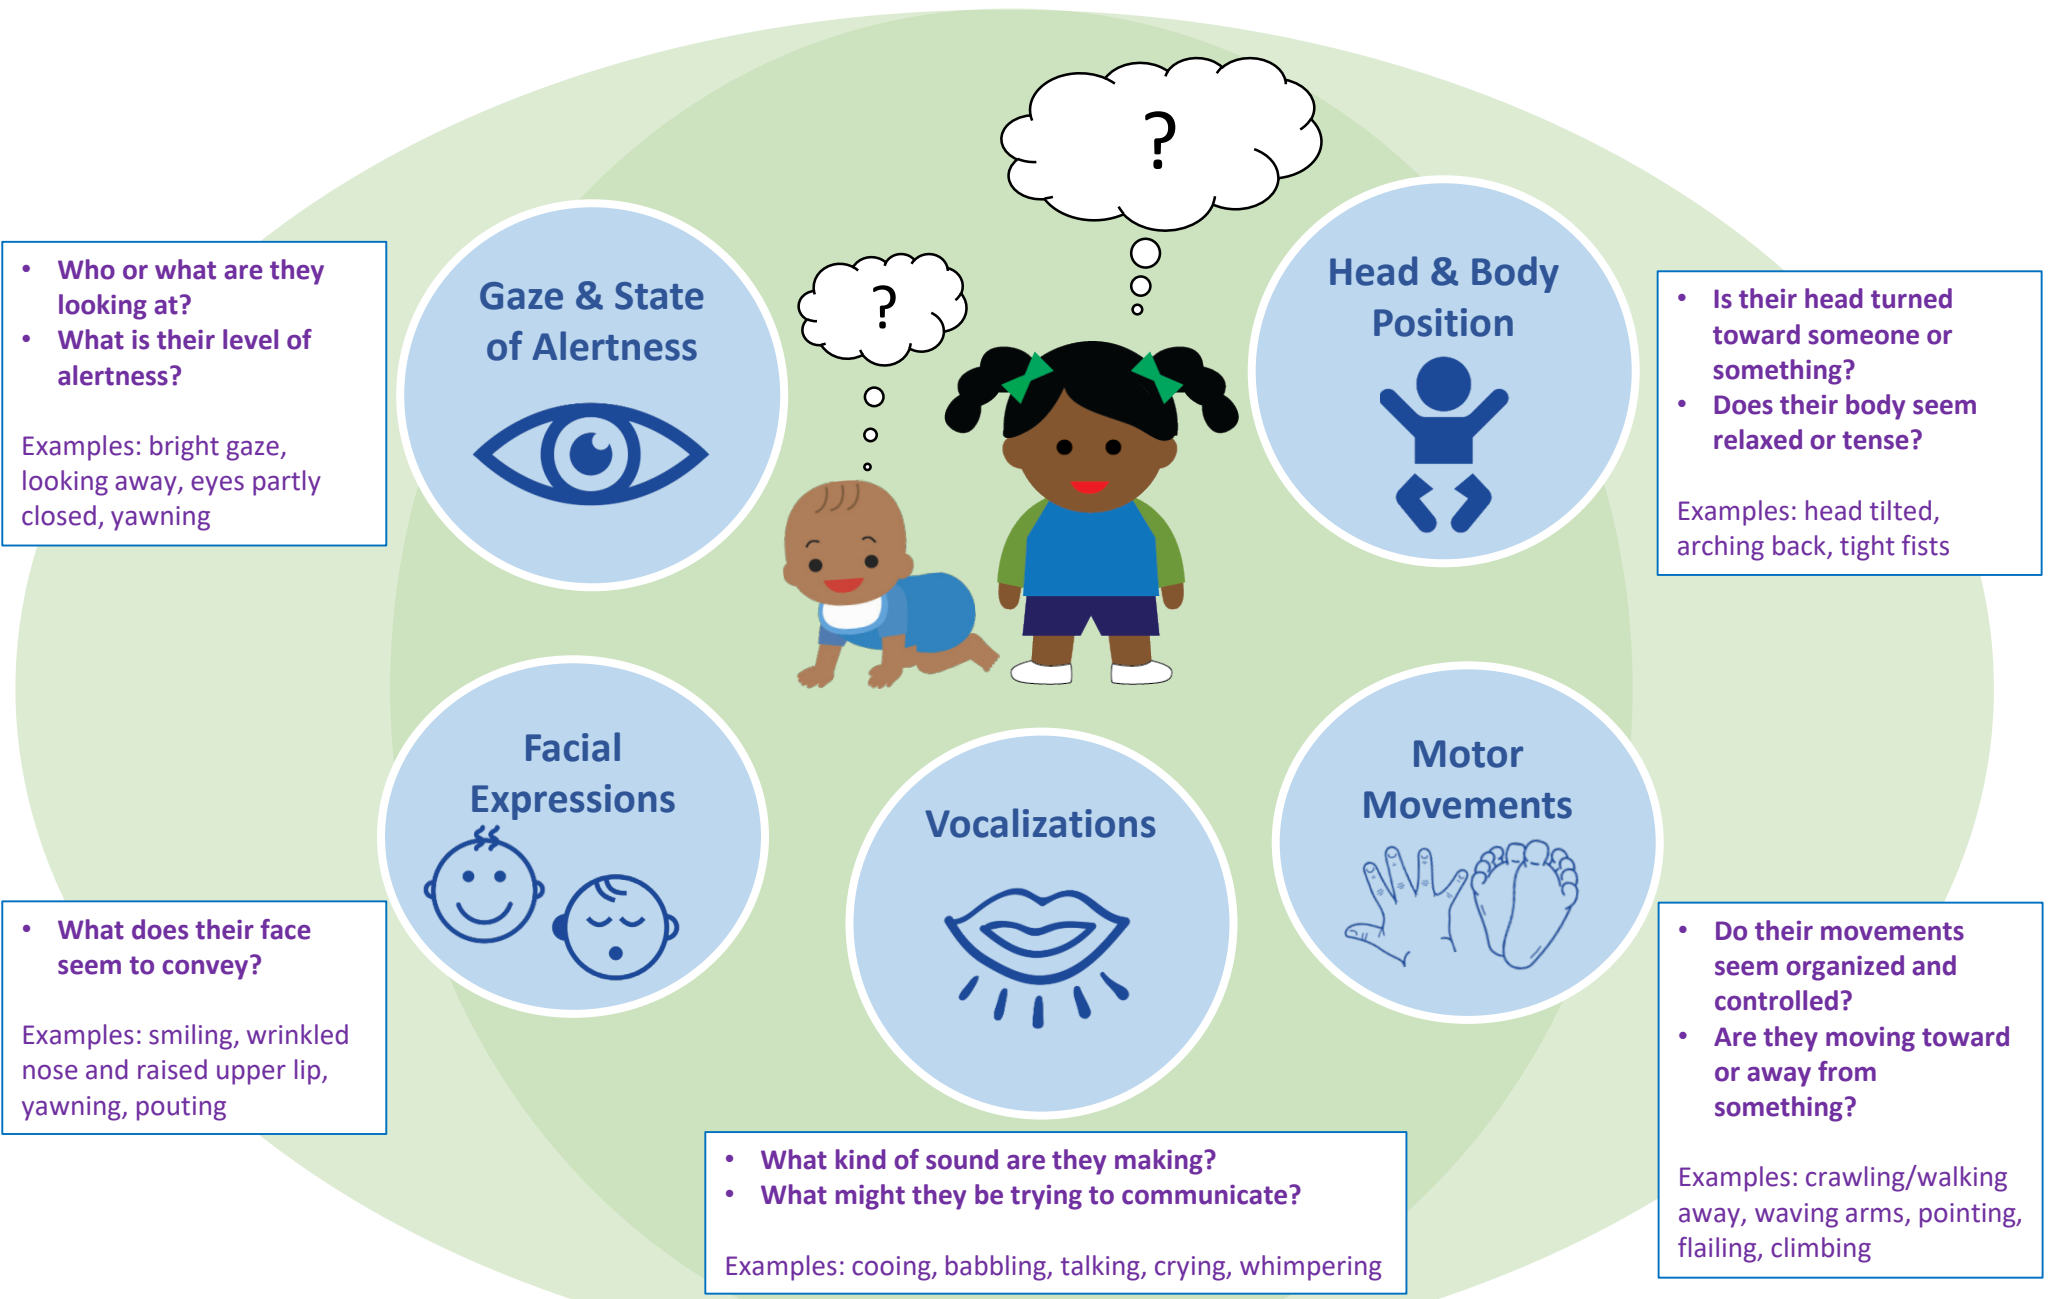 ?
?
Gaze & State
of Alertness
• Who or what are they
looking at?
• What is their level of
alertness?
Examples: bright gaze,
looking away, eyes partly
closed, yawning
Head & Body
Position
• Is their head turned
toward someone or
something?
• Does their body seem
relaxed or tense?
Examples: head tilted,
arching back, tight fists
Facial
Expressions
• What does their face
seem to convey?
Examples: smiling, wrinkled
nose and raised upper lip,
yawning, pouting
Vocalizations
• What kind of sound are they making?
• What might they be trying to communicate?
Examples: cooing, babbling, talking, crying, whimpering
Motor
Movements
• Do their movements
seem organized and
controlled?
• Are they moving toward
or away from
something?
Examples: crawling/walking
away, waving arms, pointing,
flailing, climbing